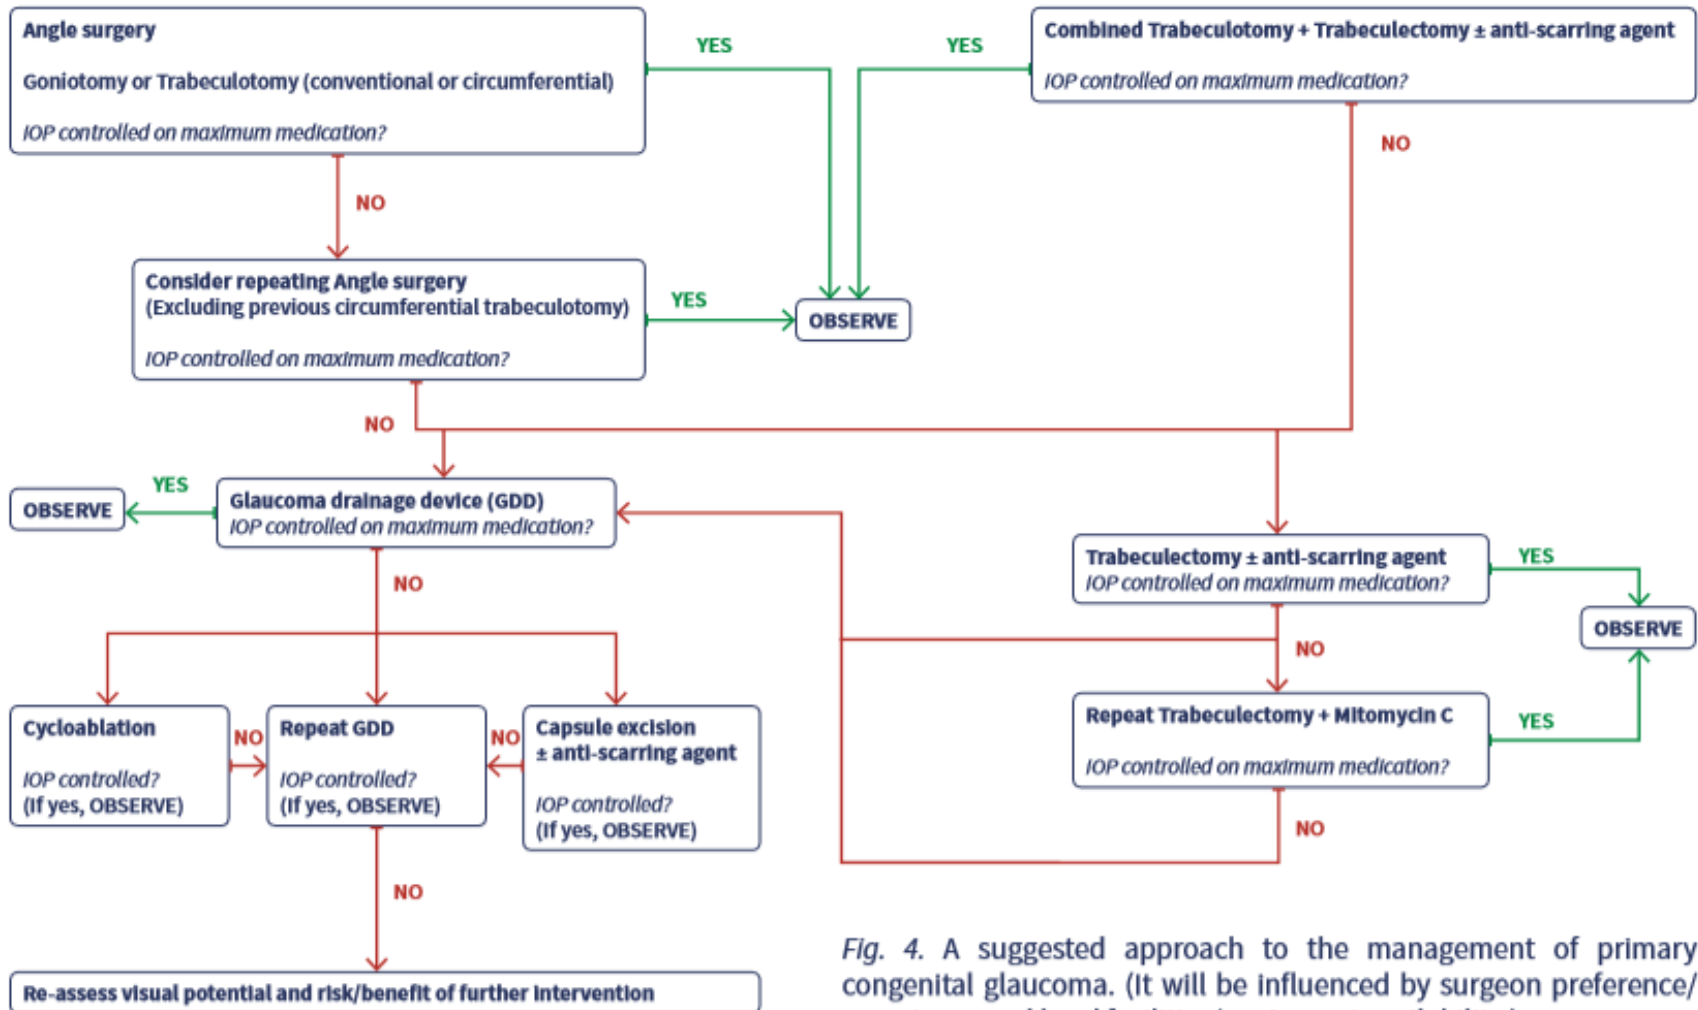 Angle surgery
Goniotomy or Trabeculotomy (conventional or circumferential)
IOP controlled on maximum medication?
YES
YES
Combined Trabeculotomy + Trabeculectomy ± anti-scarring agent
IOP controlled on maximum medication?
NO
NO
Consider repeating Angle surgery
(Excluding previous circumferential trabeculotomy)
IOP controlled on maximum medication?
YES
OBSERVE
NO
YES
OBSERVE
Glaucoma drainage device (GDD)
IOP controlled on maximum medication?
NO
Trabeculectomy ± anti-scarring agent
IOP controlled on maximum medication?
YES
OBSERVE
NO
Repeat Trabeculectomy + Mitomycin C
IOP controlled on maximum medication?
YES
NO
Cycloablation
IOP controlled?
(If yes, OBSERVE)
NO
Repeat GDD
IOP controlled?
(If yes, OBSERVE)
NO
Capsule excision
± anti-scarring agent
IOP controlled?
(If yes, OBSERVE)
NO
Re-assess visual potential and risk/benefit of further intervention
Fig. 4. A suggested approach to the management of primary
congenital glaucoma. (It will be influenced by surgeon preference/